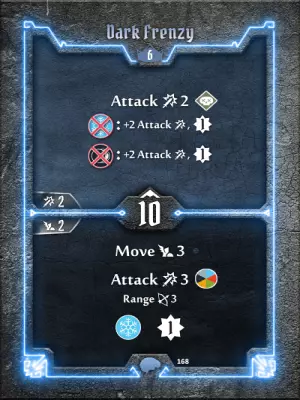 Dark Frenzy
6
Attack 2
: +2 Attack , 1
: +2 Attack , 1
2
10
2
Move 3
Attack 3
Range 3
1
168